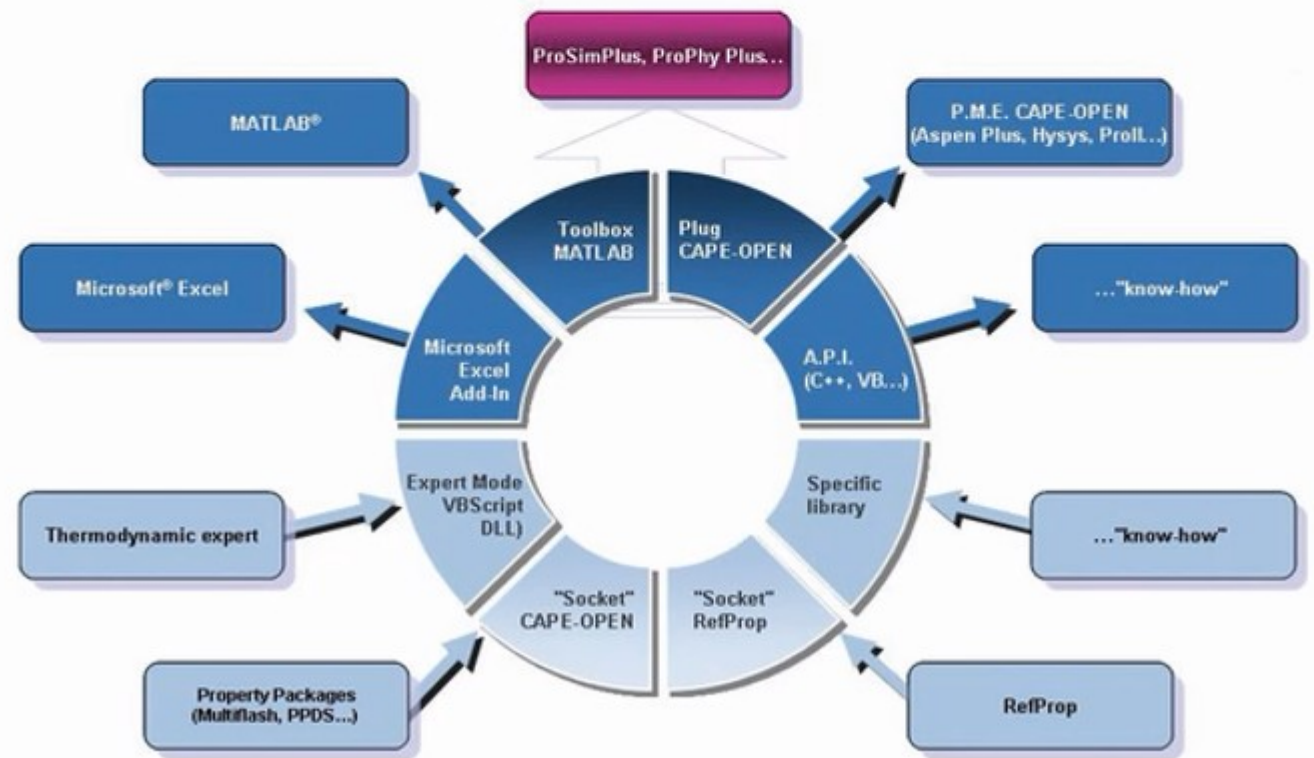 ProSimPlus, ProPhy Plus...
MATLAB®
P.M.E. CAPE-OPEN
(Aspen Plus, Hysys, ProII...)
Toolbox
MATLAB
Plug
CAPE-OPEN
Microsoft® Excel
..."know-how"
Microsoft
Excel
Add-In
A.P.I.
(C++, VB...)
Expert Mode
VBScript
DLL)
Specific
library
Thermodynamic expert
..."know-how"
"Socket"
CAPE-OPEN
"Socket"
RefProp
Property Packages
(Multiflash, PPDS...)
RefProp